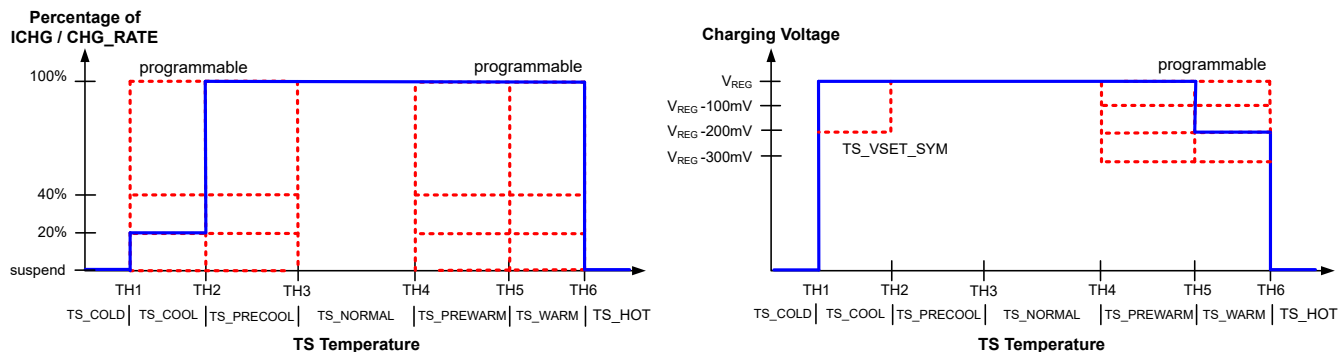 Percentage of
ICHG / CHG_RATE
100%
programmable
programmable
40%
20%
suspend
TH1 TH2 TH3 TH4 TH5 TH6
TS_COLD TS_COOL TS_PRECOOL TS_NORMAL TS_PREWARM TS_WARM TS_HOT
TS Temperature
Charging Voltage
programmable
VREG
VREG -100mV
VREG -200mV
VREG -300mV
TS_VSET_SYM
TH1 TH2 TH3 TH4 TH5 TH6
TS_COLD TS_COOL TS_PRECOOL TS_NORMAL TS_PREWARM TS_WARM TS_HOT
TS Temperature